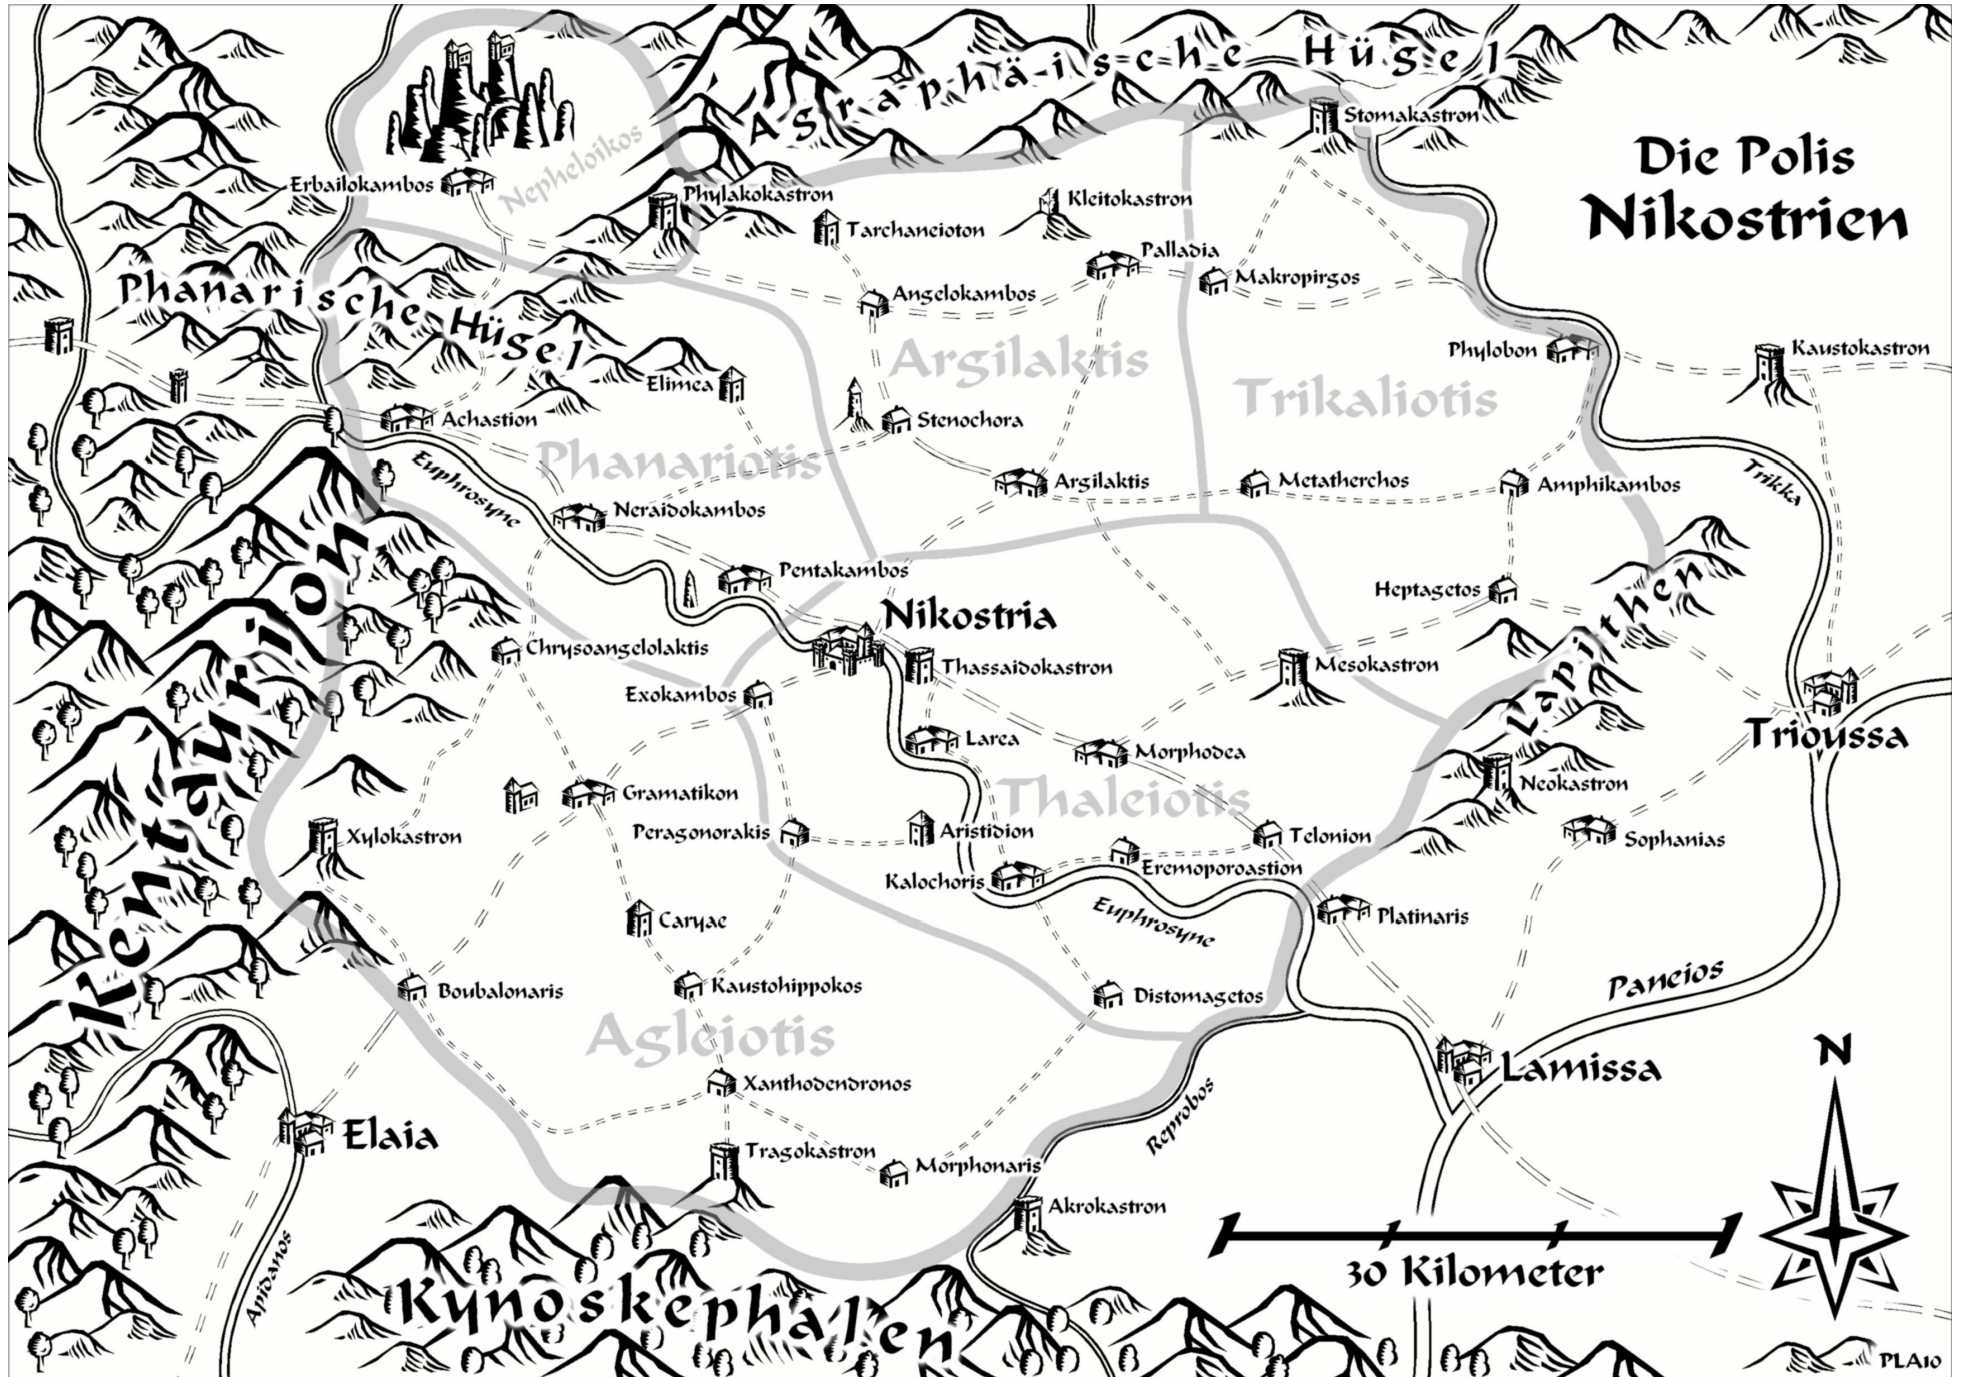 Agraphäische Hügel
Stomakastron
Die Polis
Nikostrien
Nepheloikos
Erbailokambos
Phylakokastron
Kleitokastron
Tarchaneioton
Palladia
Makropirgos
Phanarische Hügel
Angelokambos
Argilaktis
Phylobon
Kaustokastron
Elimea
Trikaliotis
Achastion
Stenochora
Phanariotis
Euphrosyne
Argilaktis
Metatherchos
Amphikambos
Trikka
Neraidokambos
Pentakambos
Heptagetos
Lapithen
Kentaurion
Nikostria
Chrysoangelolaktis
Thassaidokastron
Mesokastron
Exokambos
Larea
Morphodea
Trioussa
Gramatikon
Thaleiotis
Neokastron
Xylokastron
Peragonorakis
Aristidion
Telonion
Sophanias
Eremoporoastion
Kalochoris
Caryae
Euphrosyne
Platinaris
Boubalonaris
Kaustohippokos
Distomagetos
Paneios
Agleiotis
Lamissa
N
Xanthodendronos
Elaia
Reprobos
Tragokastron
Morphonaris
Akrokastron
Apidanos
30 Kilometer
Kynoskephalen
PLA10